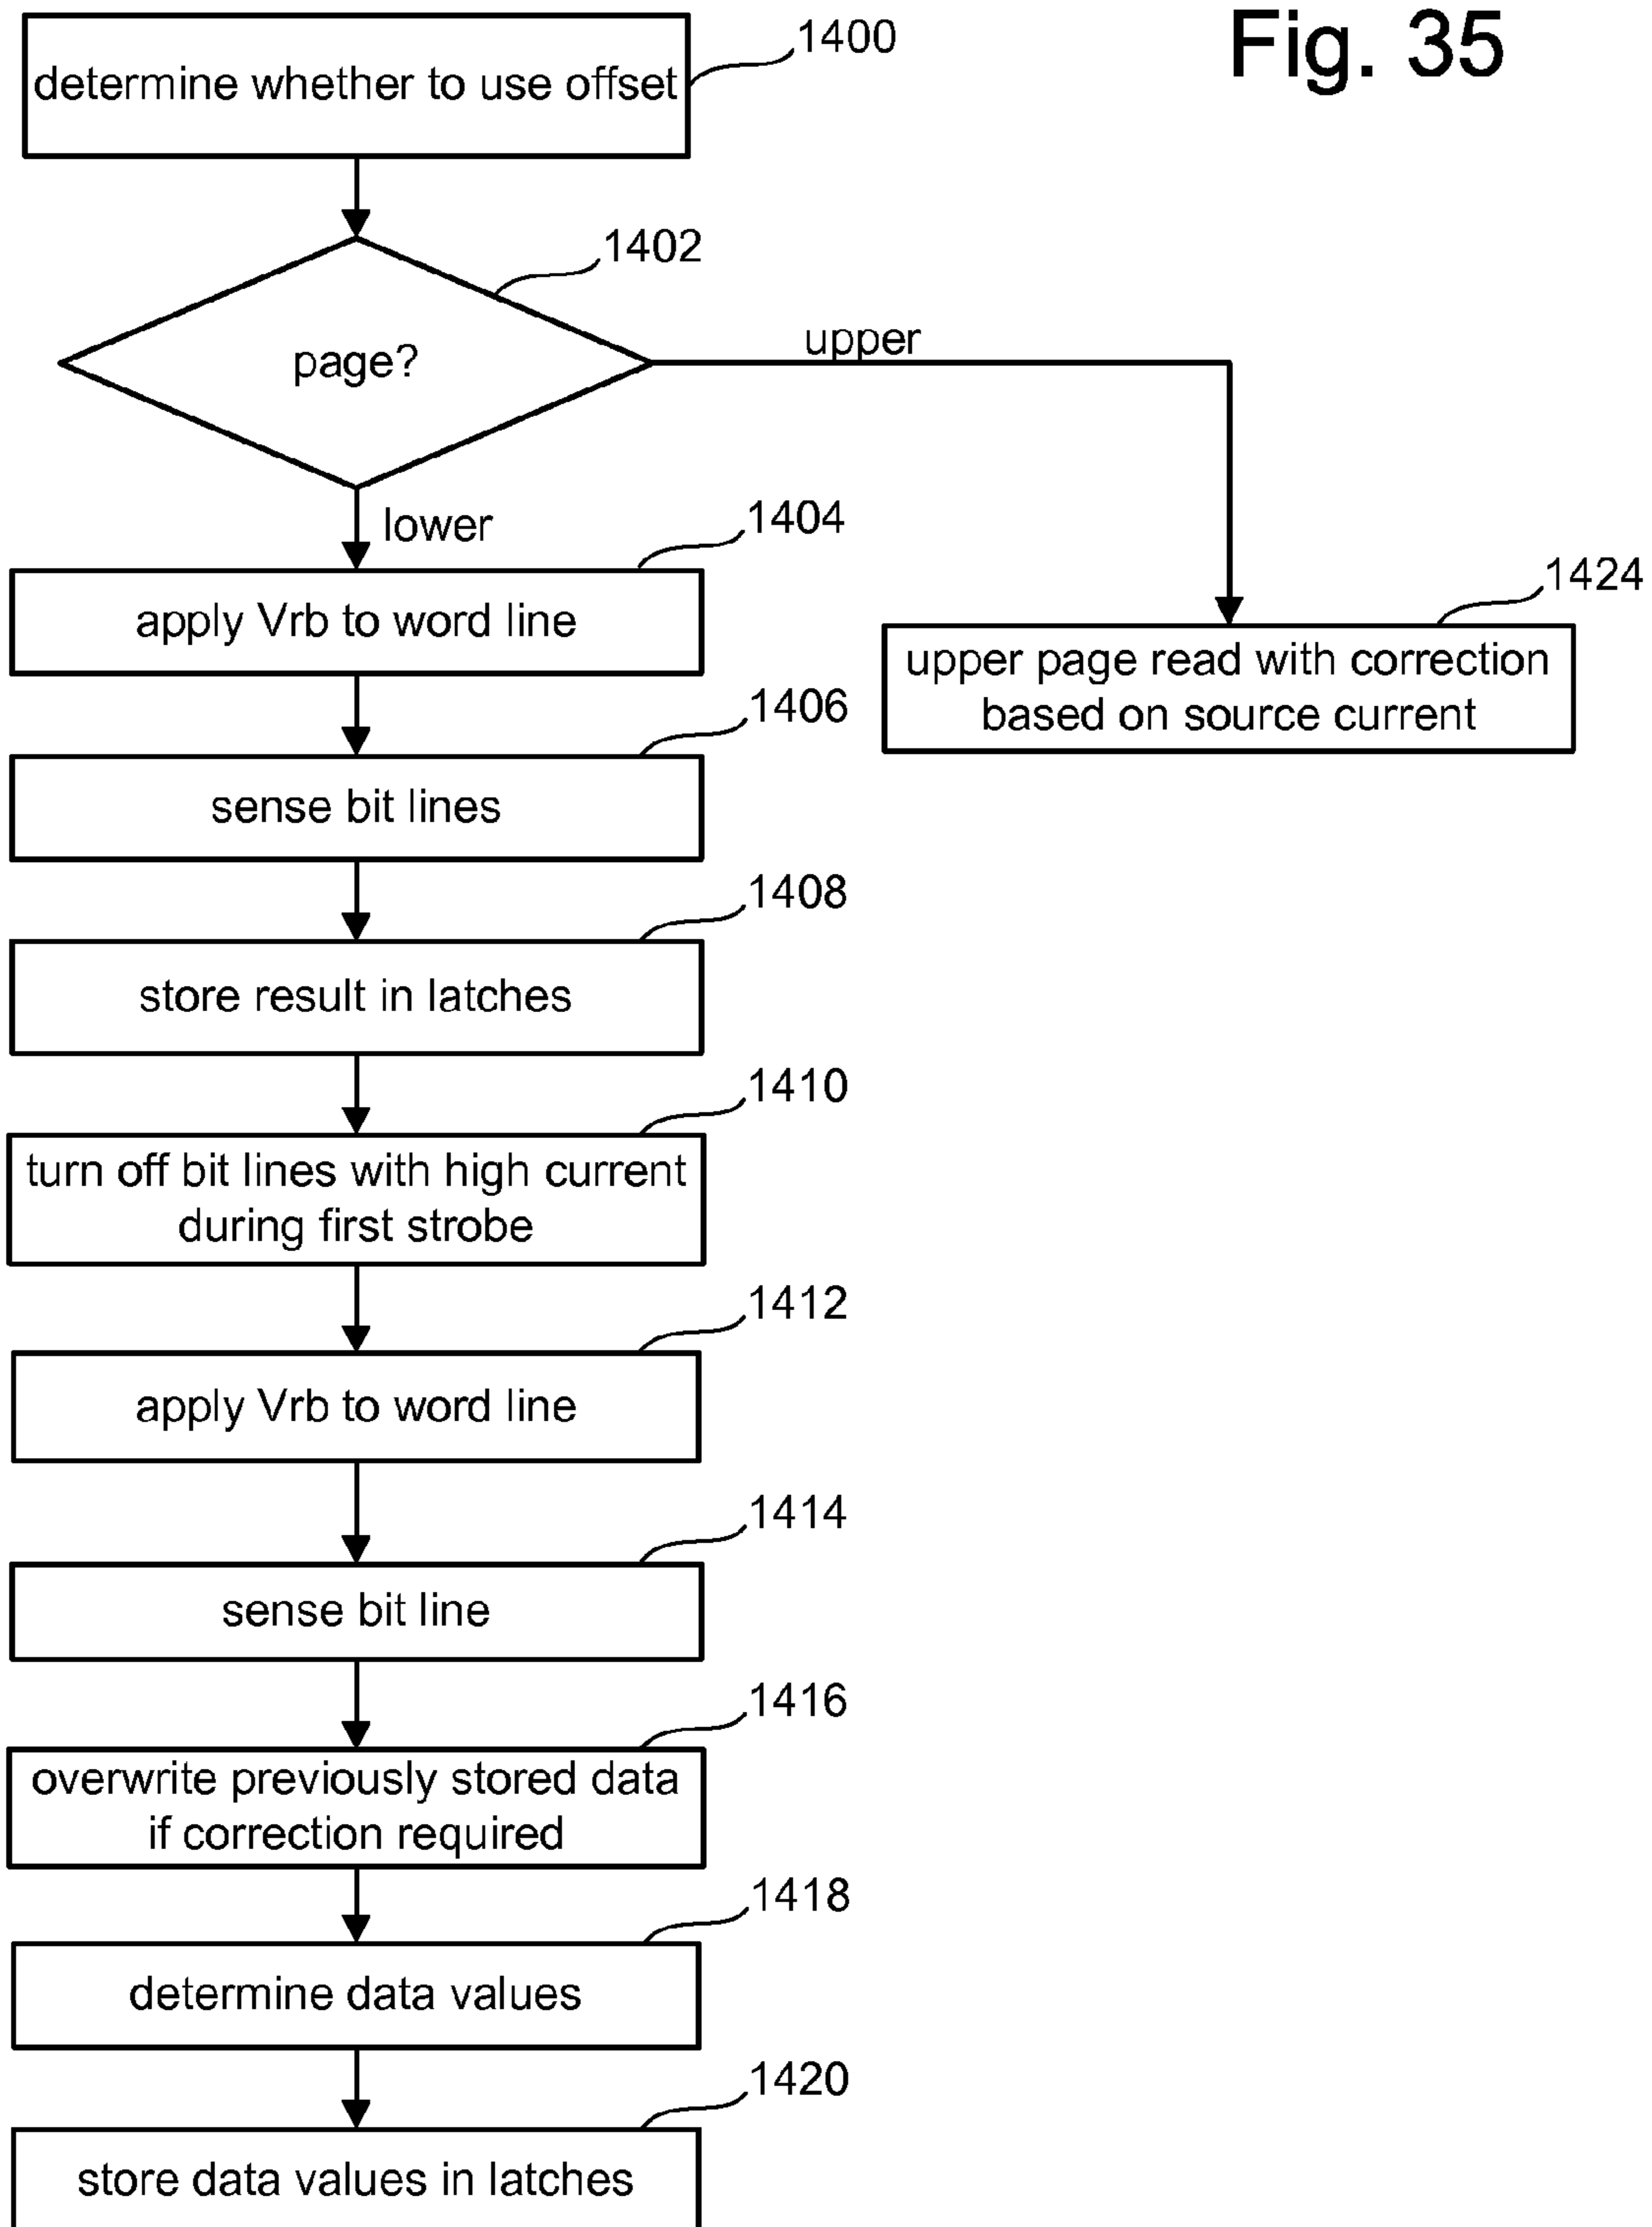 Fig. 35
1400
determine whether to use offset
1402
page?
upper
lower
1404
apply Vrb to word line
1424
upper page read with correction
based on source current
1406
sense bit lines
1408
store result in latches
1410
turn off bit lines with high current
during first strobe
1412
apply Vrb to word line
1414
sense bit line
1416
overwrite previously stored data
if correction required
1418
determine data values
1420
store data values in latches